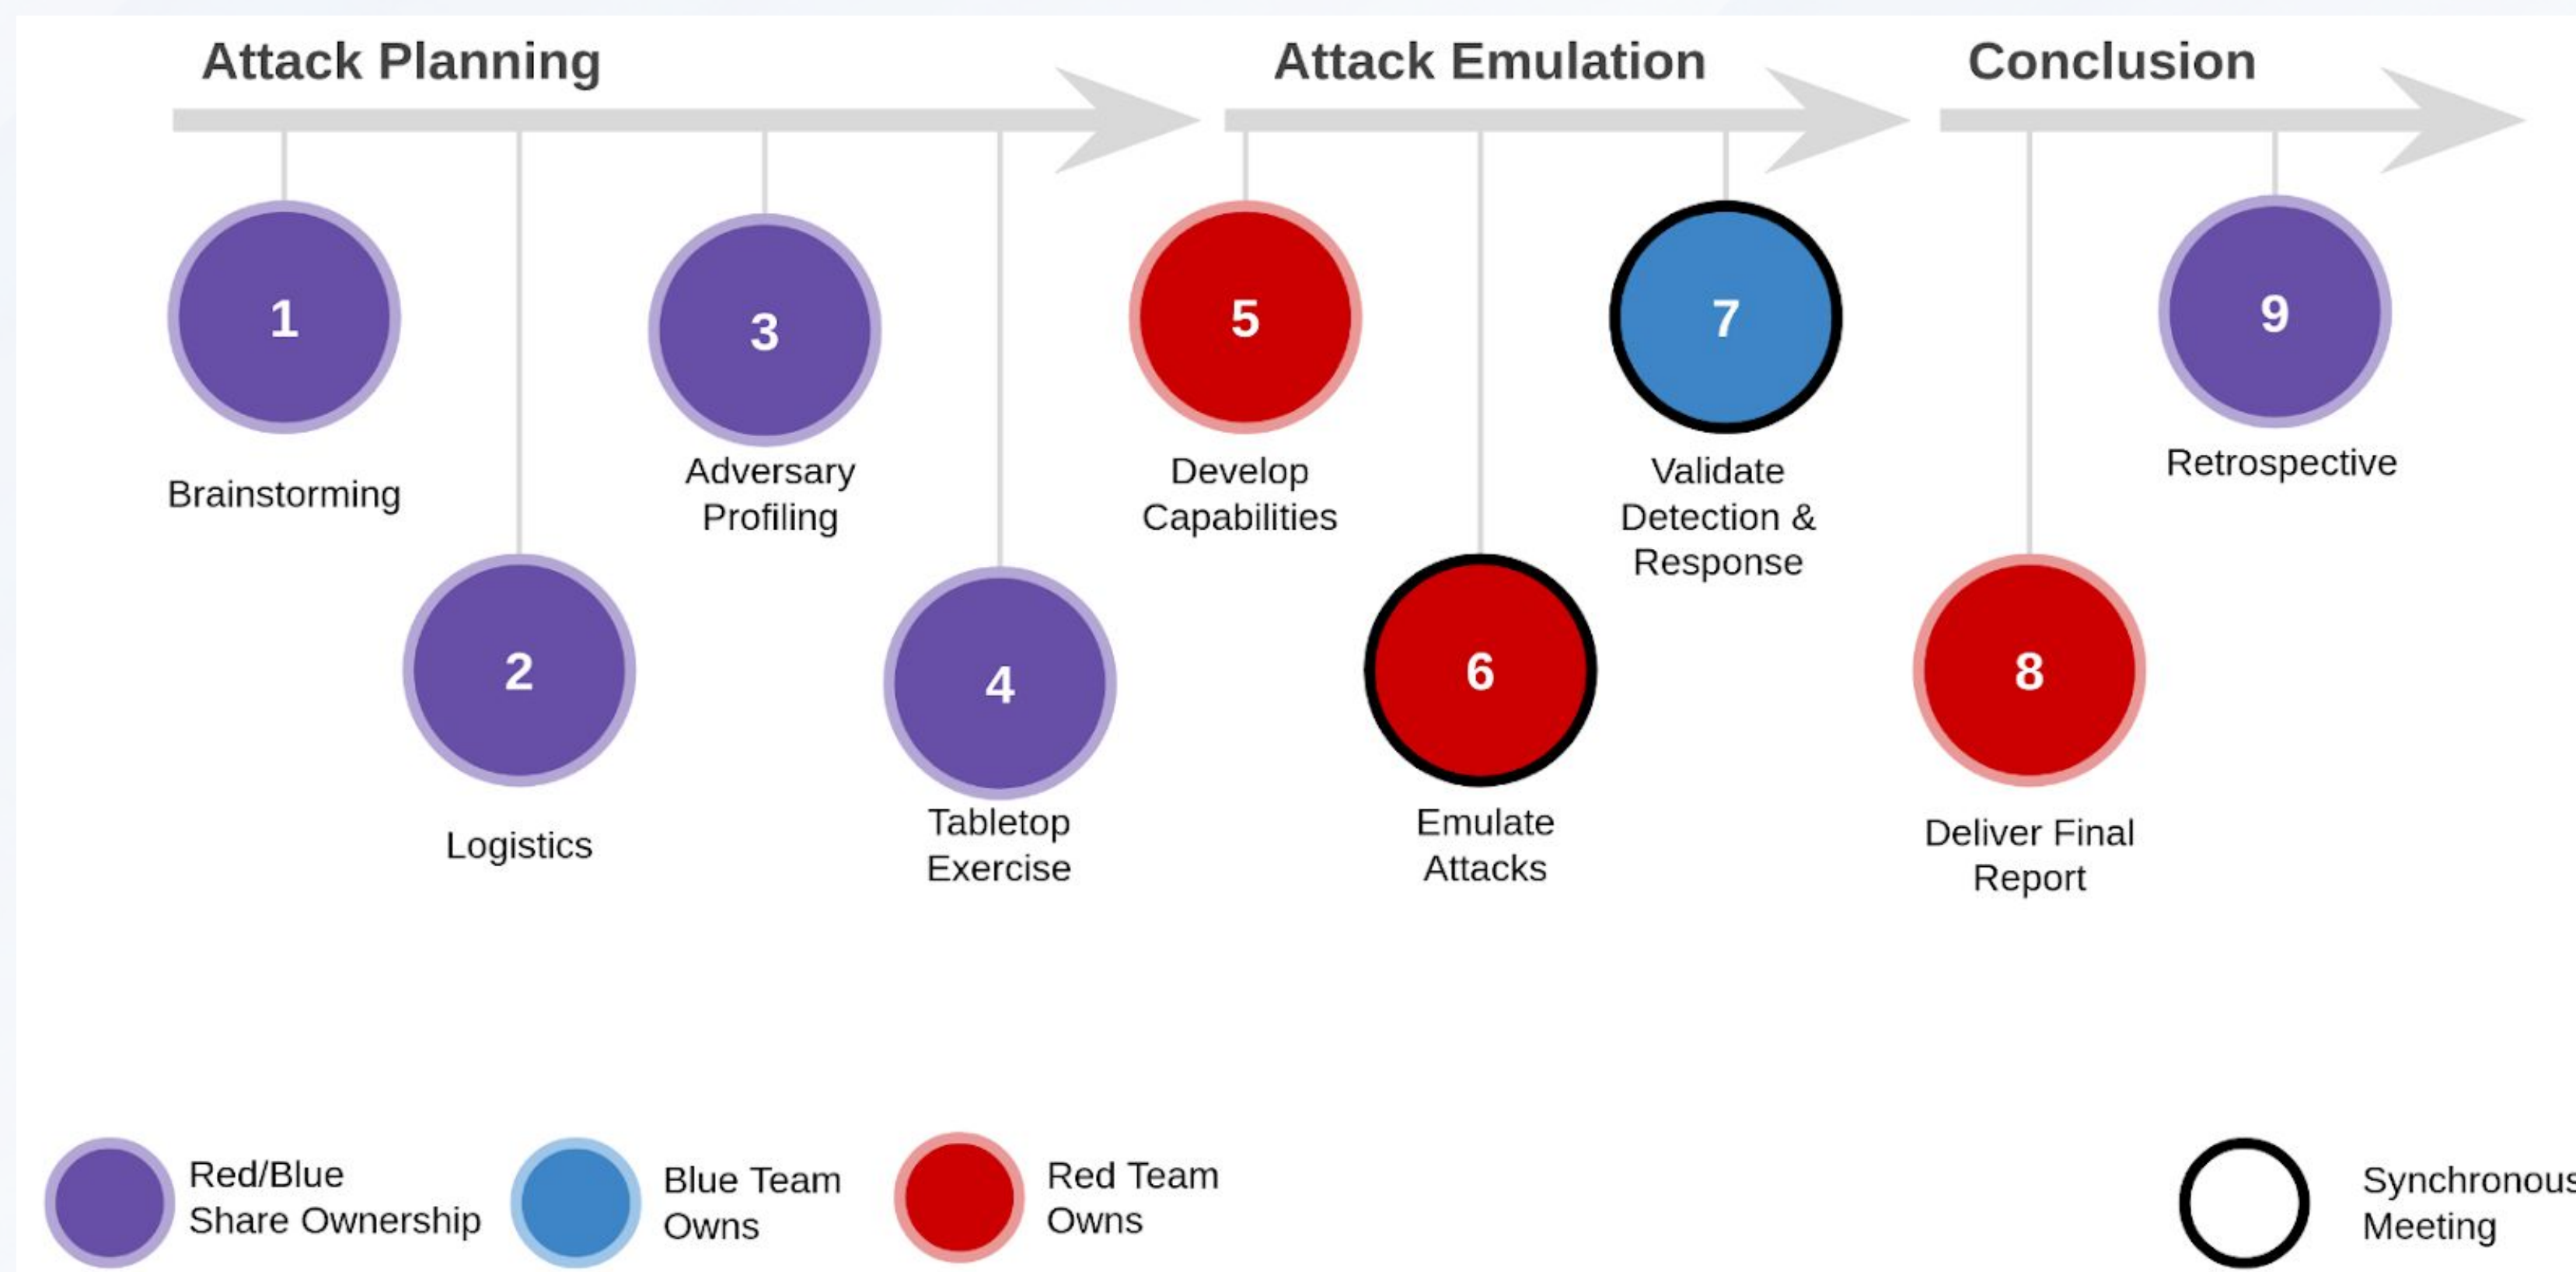 Attack Planning
Attack Emulation
Conclusion
1
Brainstorming
2
Logistics
3
Adversary
Profiling
4
Tabletop
Exercise
5
Develop
Capabilities
6
Emulate
Attacks
7
Validate
Detection &
Response
8
Deliver Final
Report
9
Retrospective
Red/Blue
Share Ownership
Blue Team
Owns
Red Team
Owns
Synchronous
Meeting